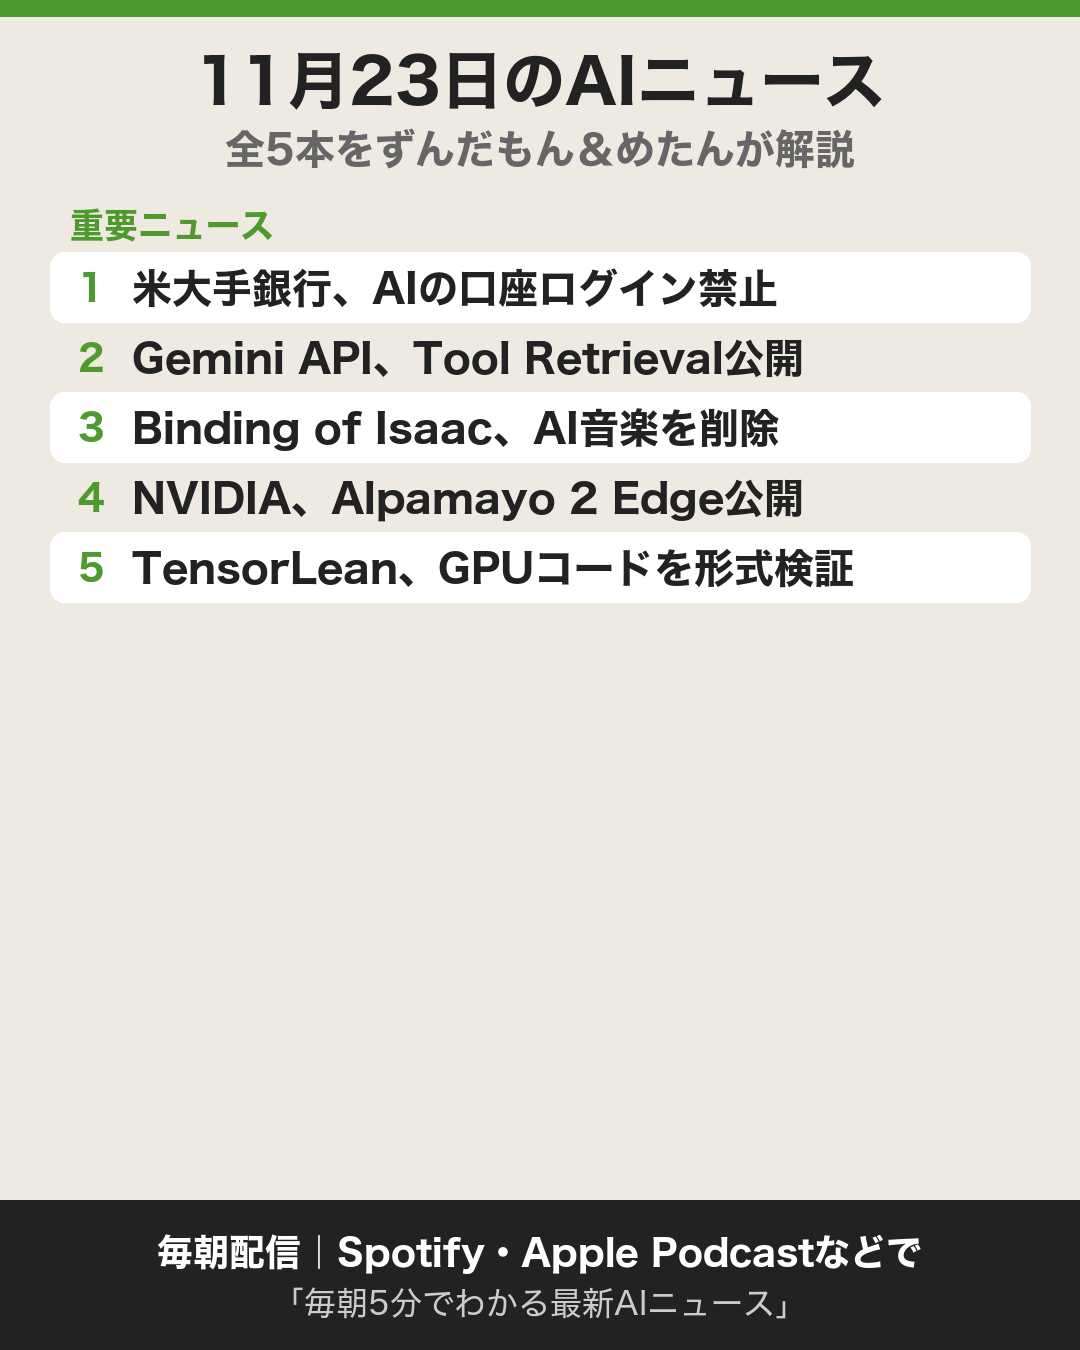 11月23日のAIニュース
全5本をずんだもん＆めたんが解説
重要ニュース
1 米大手銀行、AIの口座ログイン禁止
2 Gemini API、Tool Retrieval公開
3 Binding of Isaac、AI音楽を削除
4 NVIDIA、Alpamayo 2 Edge公開
5 TensorLean、GPUコードを形式検証
毎朝配信｜Spotify・Apple Podcastなどで
「毎朝5分でわかる最新AIニュース」